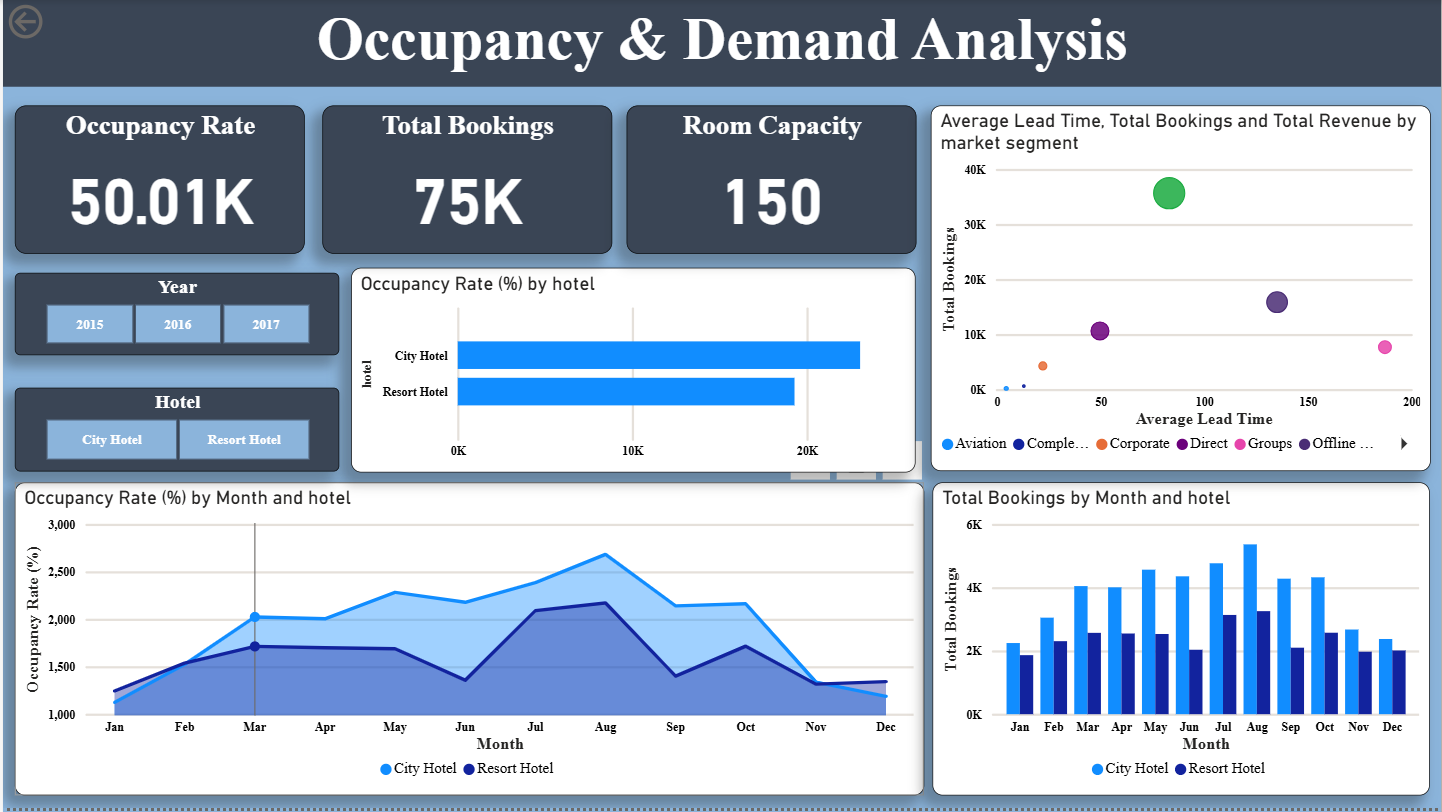 Occupancy & Demand Analysis
Occupancy Rate
50.01K
Total Bookings
75K
Room Capacity
150
Year
2015
2016
2017
Hotel
City Hotel
Resort Hotel
Occupancy Rate (%) by hotel
hotel
City Hotel
Resort Hotel
0K
10K
20K
Average Lead Time, Total Bookings and Total Revenue by
market segment
Total Bookings
40K
30K
20K
10K
0K
0
50
100
150
200
Average Lead Time
Aviation
Comple…
Corporate
Direct
Groups
Offline …
Occupancy Rate (%) by Month and hotel
Occupancy Rate (%)
3,000
2,500
2,000
1,500
1,000
Jan
Feb
Mar
Apr
May
Jun
Jul
Aug
Sep
Oct
Nov
Dec
Month
City Hotel
Resort Hotel
Total Bookings by Month and hotel
Total Bookings
6K
4K
2K
0K
Jan
Feb
Mar
Apr
May
Jun
Jul
Aug
Sep
Oct
Nov
Dec
Month
City Hotel
Resort Hotel